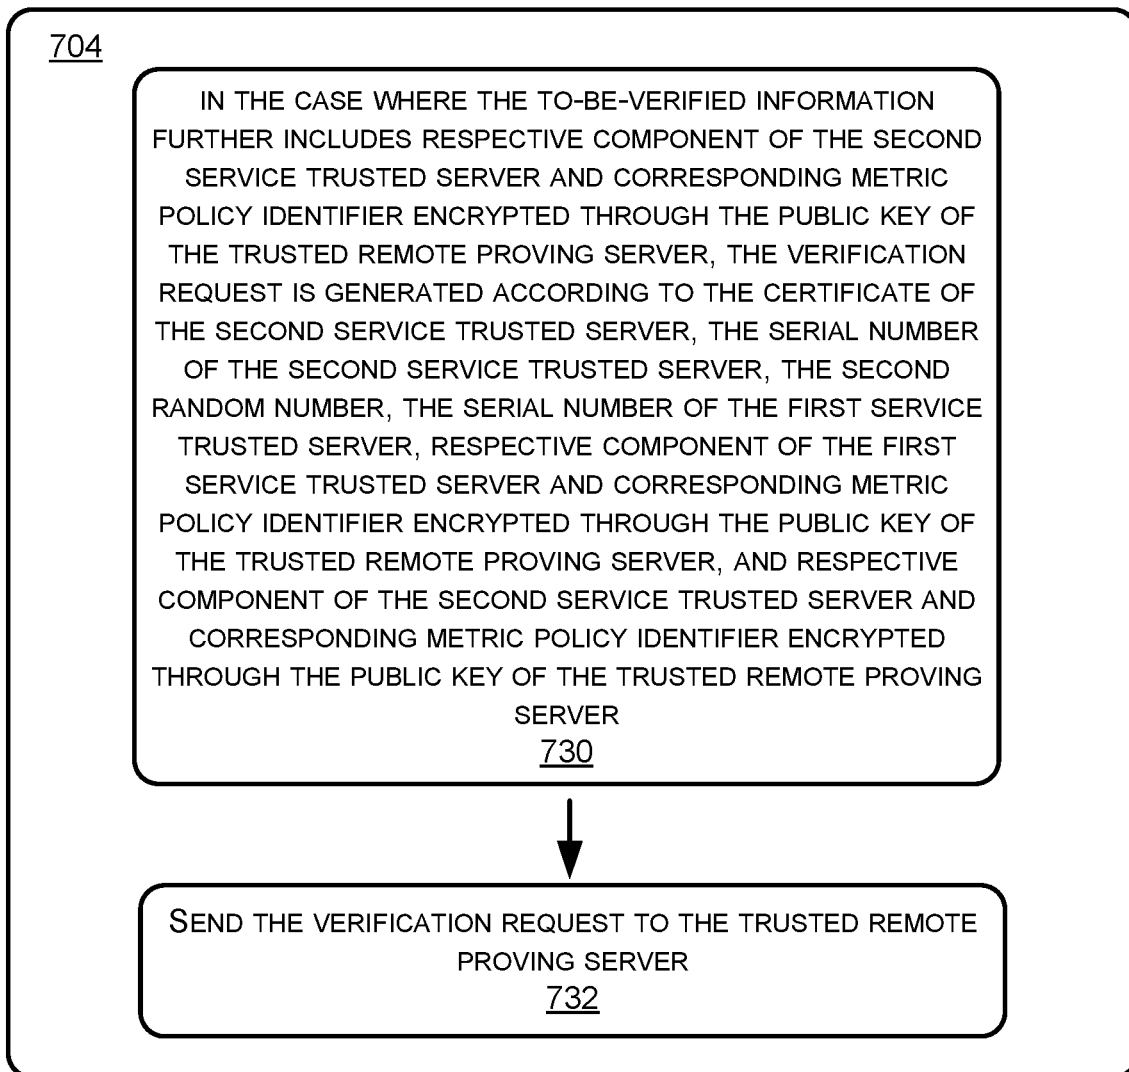 704
IN THE CASE WHERE THE TO-BE-VERIFIED INFORMATION
FURTHER INCLUDES RESPECTIVE COMPONENT OF THE SECOND
SERVICE TRUSTED SERVER AND CORRESPONDING METRIC
POLICY IDENTIFIER ENCRYPTED THROUGH THE PUBLIC KEY OF
THE TRUSTED REMOTE PROVING SERVER, THE VERIFICATION
REQUEST IS GENERATED ACCORDING TO THE CERTIFICATE OF
THE SECOND SERVICE TRUSTED SERVER, THE SERIAL NUMBER
OF THE SECOND SERVICE TRUSTED SERVER, THE SECOND
RANDOM NUMBER, THE SERIAL NUMBER OF THE FIRST SERVICE
TRUSTED SERVER, RESPECTIVE COMPONENT OF THE FIRST
SERVICE TRUSTED SERVER AND CORRESPONDING METRIC
POLICY IDENTIFIER ENCRYPTED THROUGH THE PUBLIC KEY OF
THE TRUSTED REMOTE PROVING SERVER, AND RESPECTIVE
COMPONENT OF THE SECOND SERVICE TRUSTED SERVER AND
CORRESPONDING METRIC POLICY IDENTIFIER ENCRYPTED
THROUGH THE PUBLIC KEY OF THE TRUSTED REMOTE PROVING
SERVER
730
SEND THE VERIFICATION REQUEST TO THE TRUSTED REMOTE
PROVING SERVER
732